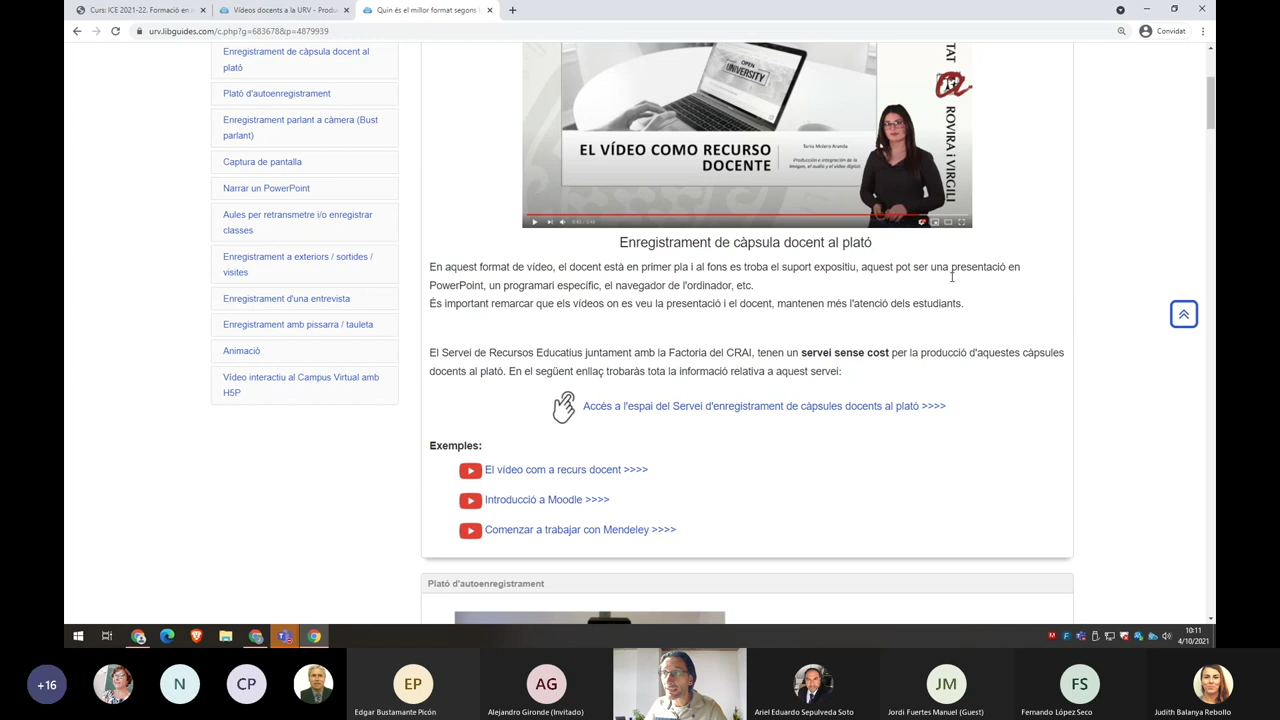 Curs: ICE 2021-22. Formació en
Vídeos docents a la URV - Produ
Quin és el millor format segons
urv.libguides.com/c.php?g=683678&p=4879939
Convidat
Enregistrament de càpsula docent al
plató
Plató d'autoenregistrament
Enregistrament parlant a càmera (Bust
parlant)
Captura de pantalla
Narrar un PowerPoint
Aules per retransmetre i/o enregistrar
classes
Enregistrament a exteriors / sortides /
visites
Enregistrament d'una entrevista
Enregistrament amb pissarra / tauleta
Animació
Vídeo interactiu al Campus Virtual amb
H5P
OPEN
UNIVERSITY
TAT
ROVIRA i VIRGILI
EL VÍDEO COMO RECURSO
DOCENTE
Producción e integración de la
imagen, el audio y el vídeo digital
Enregistrament de càpsula docent al plató
En aquest format de vídeo, el docent està en primer pla i al fons es troba el suport expositiu, aquest pot ser una presentació en
PowerPoint, un programari específic, el navegador de l'ordinador, etc.
És important remarcar que els vídeos on es veu la presentació i el docent, mantenen més l'atenció dels estudiants.
El Servei de Recursos Educatius juntament amb la Factoria del CRAI, tenen un servei sense cost per la producció d'aquestes càpsules
docents al plató. En el següent enllaç trobaràs tota la informació relativa a aquest servei:
Accés a l'espai del Servei d'enregistrament de càpsules docents al plató >>>>
Exemples:
El vídeo com a recurs docent >>>>
Introducció a Moodle >>>>
Comenzar a trabajar con Mendeley >>>>
Plató d'autoenregistrament
10:11
4/10/2021
+16
N
CP
EP
Edgar Bustamante Picón
AG
Alejandro Gironde (Invitado)
Ariel Eduardo Sepulveda Soto
JM
Jordi Fuertes Manuel (Guest)
FS
Fernando López Seco
Judith Balanya Rebollo